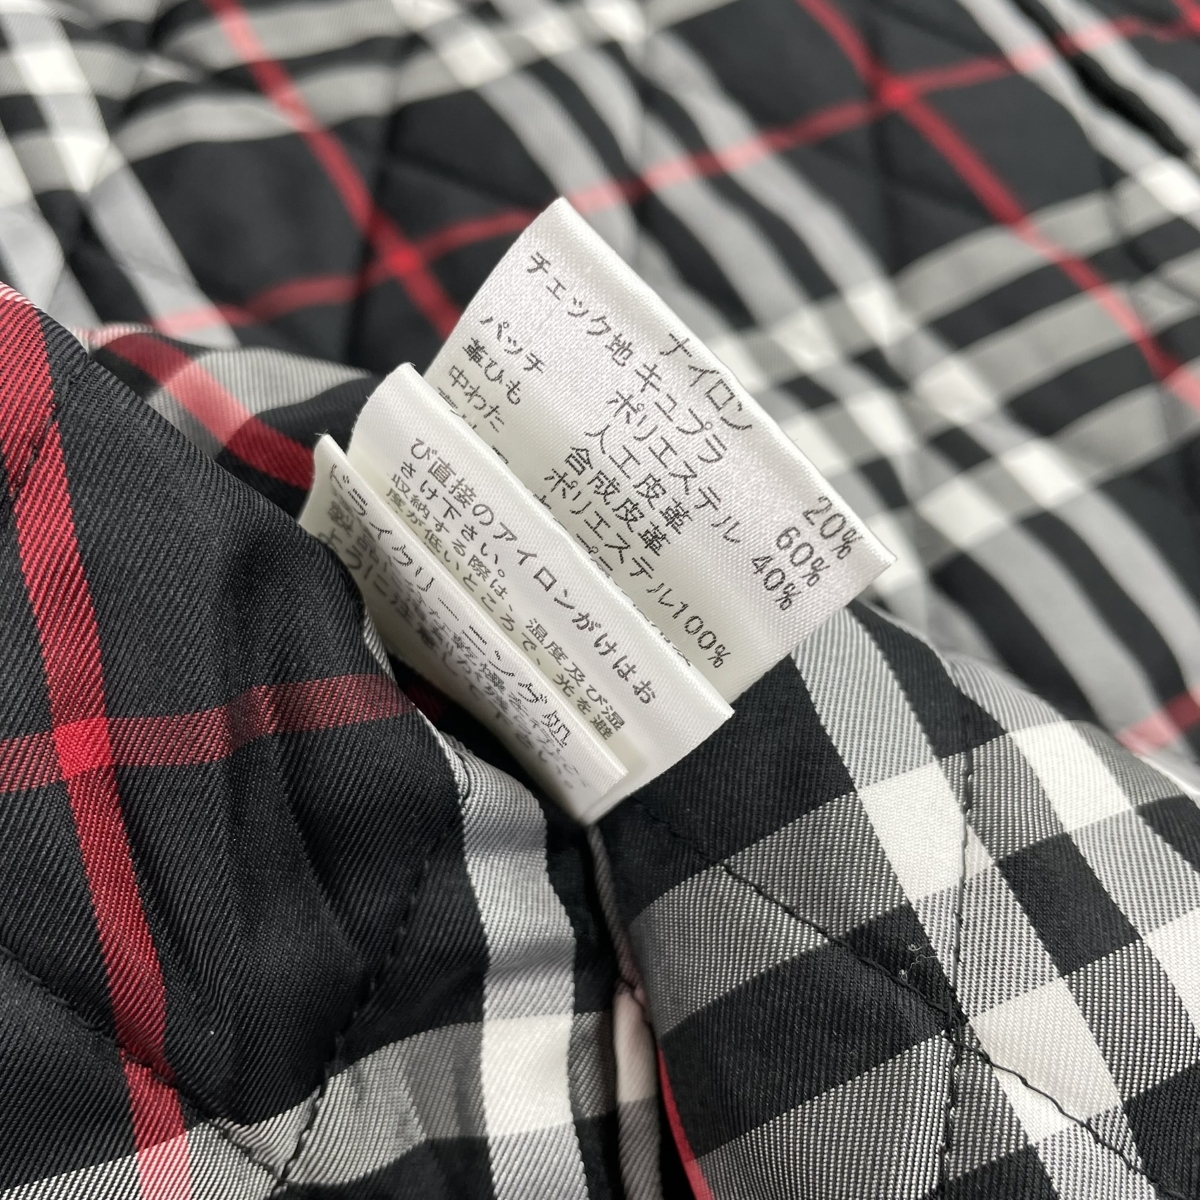 ナイロン 20%
チェック地 キュプラ 60%
ポリエステル 40%
パッチ 人工皮革
革ひも 合成皮革
中わた ポリエステル100%
び直接のアイロンがけはお
さけ下さい。
収納する際は、温度及び湿
度が低いところで、光を避
ドライクリーニング処